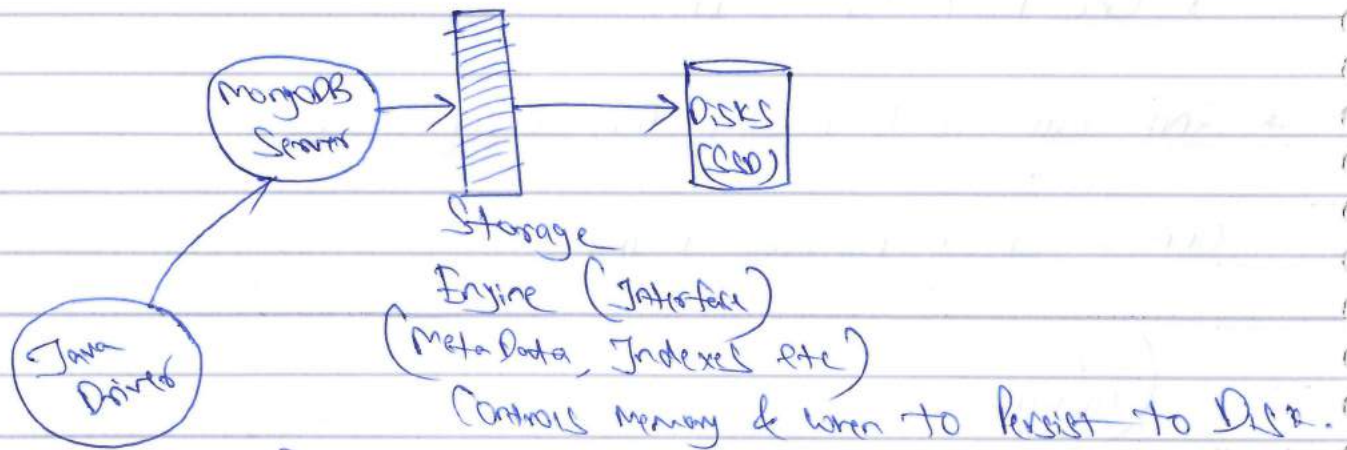 MongoDB
Server
Disks
(SSD)
Storage
Engine (Interface)
(Meta Data, Indexes etc)
Controls memory & when to Persist to Disk.
Java
Driver